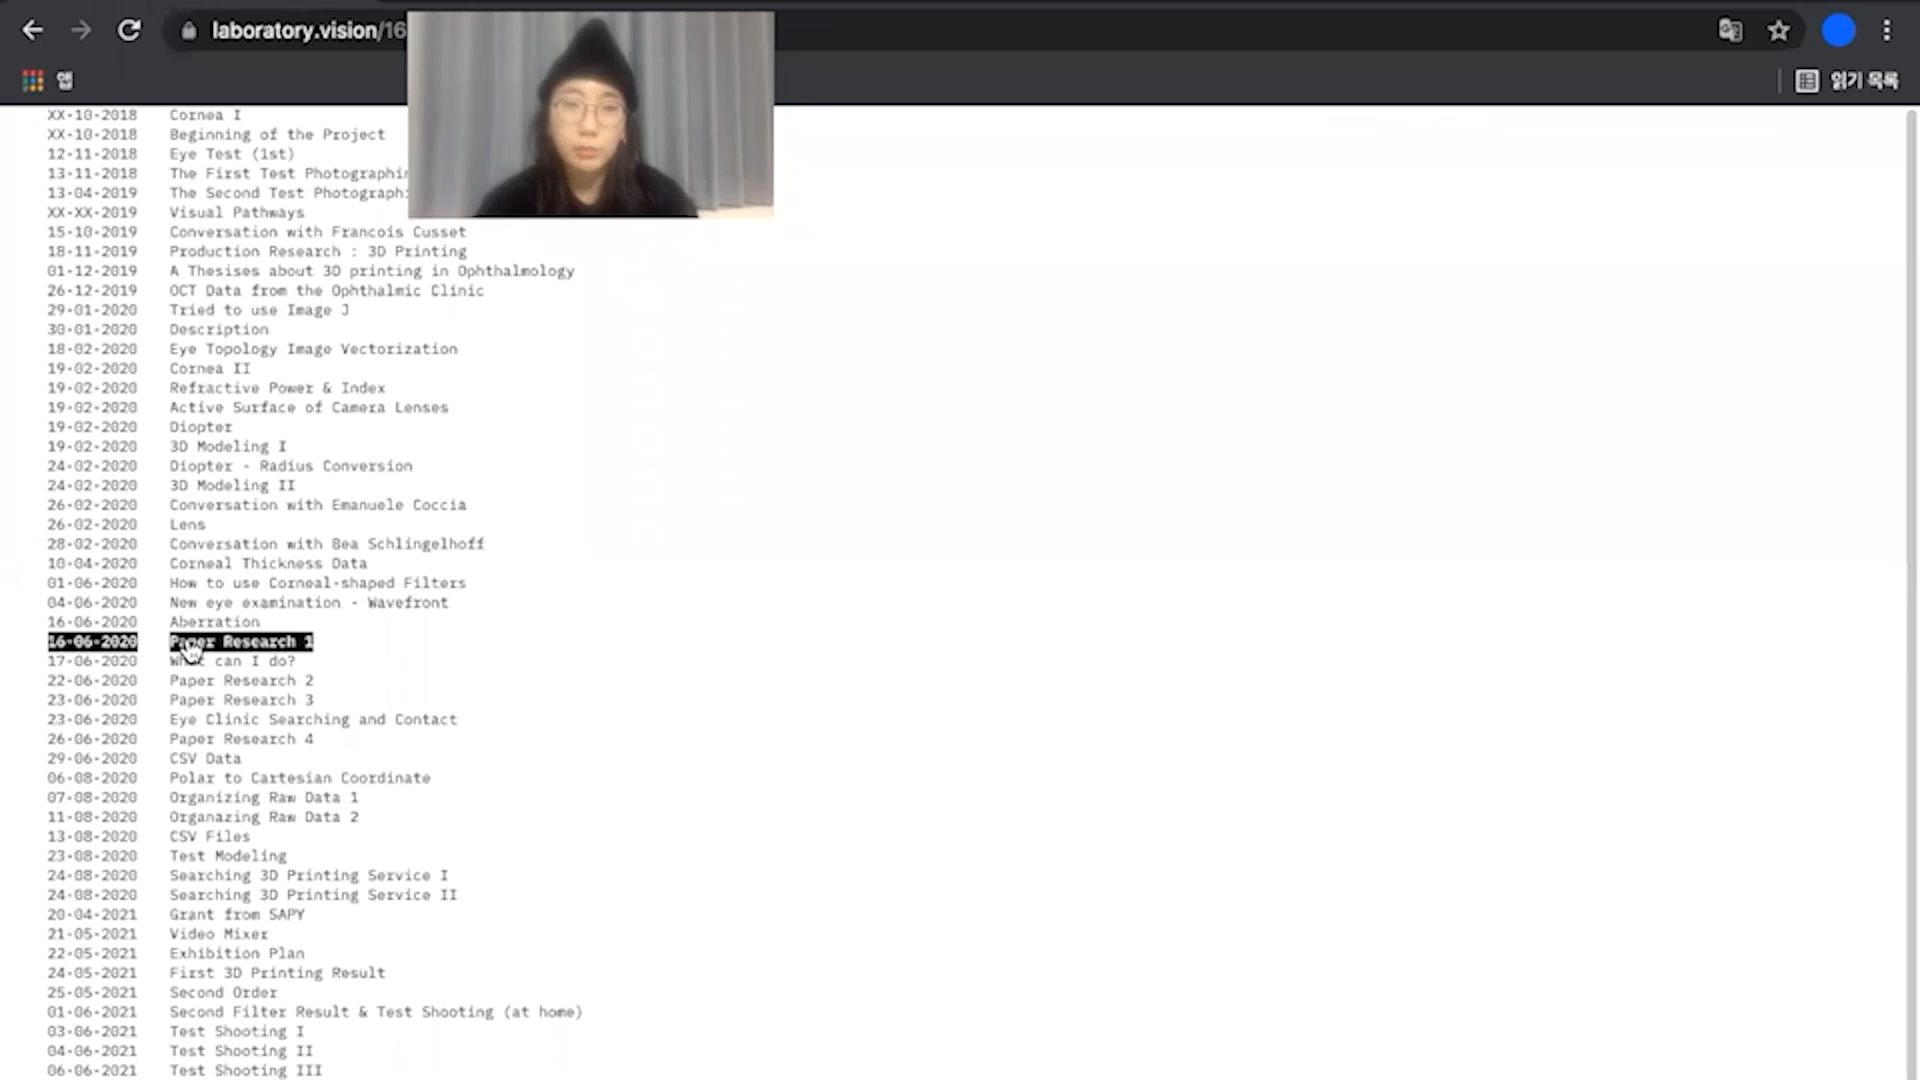 laboratory.vision/16
앱
읽기 목록
XX-10-2018 Cornea I
XX-10-2018 Beginning of the Project
12-11-2018 Eye Test (1st)
13-11-2018 The First Test Photographin
13-04-2019 The Second Test Photographi
XX-XX-2019 Visual Pathways
15-10-2019 Conversation with Francois Cusset
18-11-2019 Production Research : 3D Printing
01-12-2019 A Thesises about 3D printing in Ophthalmology
26-12-2019 OCT Data from the Ophthalmic Clinic
29-01-2020 Tried to use Image J
30-01-2020 Description
18-02-2020 Eye Topology Image Vectorization
19-02-2020 Cornea II
19-02-2020 Refractive Power & Index
19-02-2020 Active Surface of Camera Lenses
19-02-2020 Diopter
19-02-2020 3D Modeling I
24-02-2020 Diopter - Radius Conversion
24-02-2020 3D Modeling II
26-02-2020 Conversation with Emanuele Coccia
26-02-2020 Lens
28-02-2020 Conversation with Bea Schlingelhoff
10-04-2020 Corneal Thickness Data
01-06-2020 How to use Corneal-shaped Filters
04-06-2020 New eye examination - Wavefront
16-06-2020 Aberration
16-06-2020 Paper Research 1
17-06-2020 What can I do?
22-06-2020 Paper Research 2
23-06-2020 Paper Research 3
23-06-2020 Eye Clinic Searching and Contact
26-06-2020 Paper Research 4
29-06-2020 CSV Data
06-08-2020 Polar to Cartesian Coordinate
07-08-2020 Organizing Raw Data 1
11-08-2020 Organazing Raw Data 2
13-08-2020 CSV Files
23-08-2020 Test Modeling
24-08-2020 Searching 3D Printing Service I
24-08-2020 Searching 3D Printing Service II
20-04-2021 Grant from SAPY
21-05-2021 Video Mixer
22-05-2021 Exhibition Plan
24-05-2021 First 3D Printing Result
25-05-2021 Second Order
01-06-2021 Second Filter Result & Test Shooting (at home)
03-06-2021 Test Shooting I
04-06-2021 Test Shooting II
06-06-2021 Test Shooting III